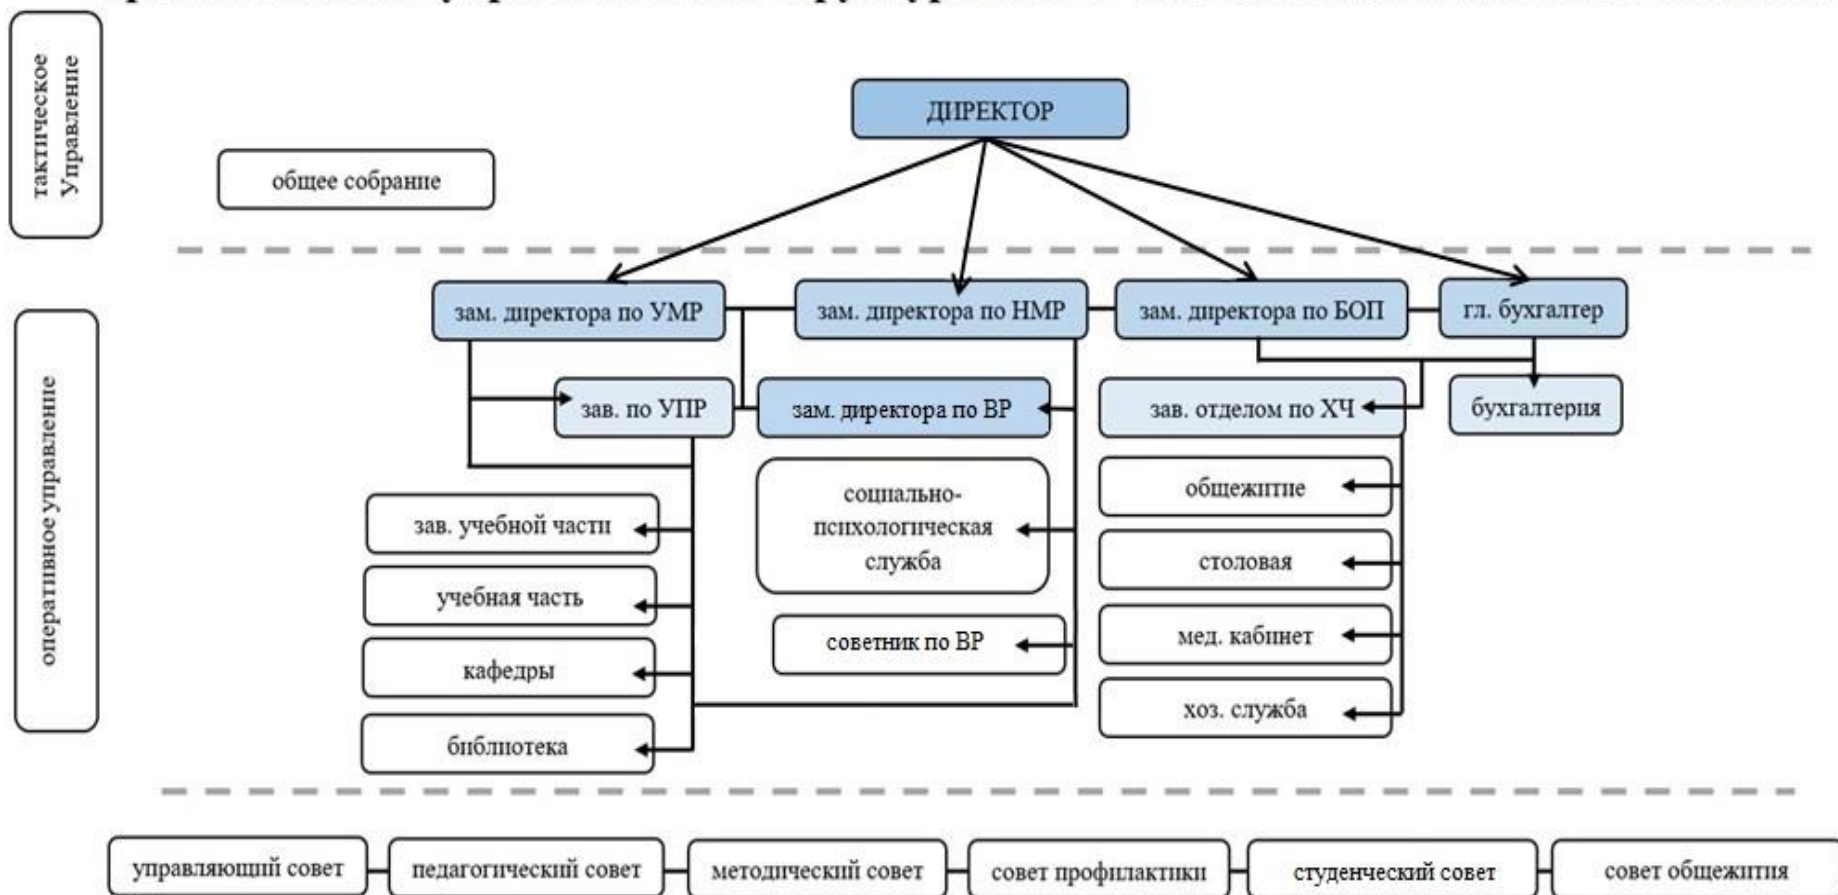 тактическое
Управление
ДИРЕКТОР
общее собрание
оперативное управление
зам. директора по УМР
зам. директора по НМР
зам. директора по БОП
гл. бухгалтер
зав. по УПР
зам. директора по ВР
зав. отделом по ХЧ
бухгалтерия
зав. учебной части
учебная часть
кафедры
библиотека
социально-
психологическая
служба
советник по ВР
общежитие
столовая
мед. кабинет
хоз. служба
управляющий совет
педагогический совет
методический совет
совет профилактики
студенческий совет
совет общежития